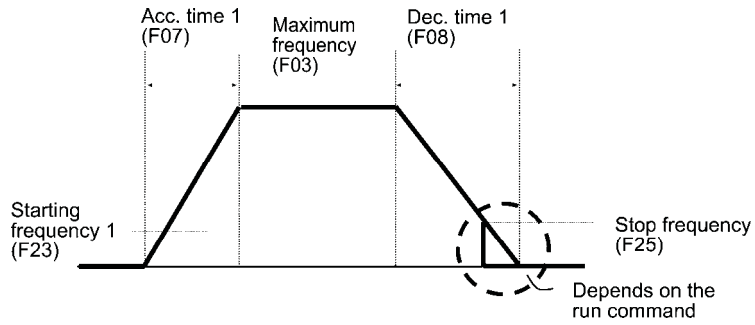 Acc. time 1
(F07)
Maximum
frequency
(F03)
Dec. time 1
(F08)
Starting
frequency 1
(F23)
Stop frequency
(F25)
Depends on the
run command